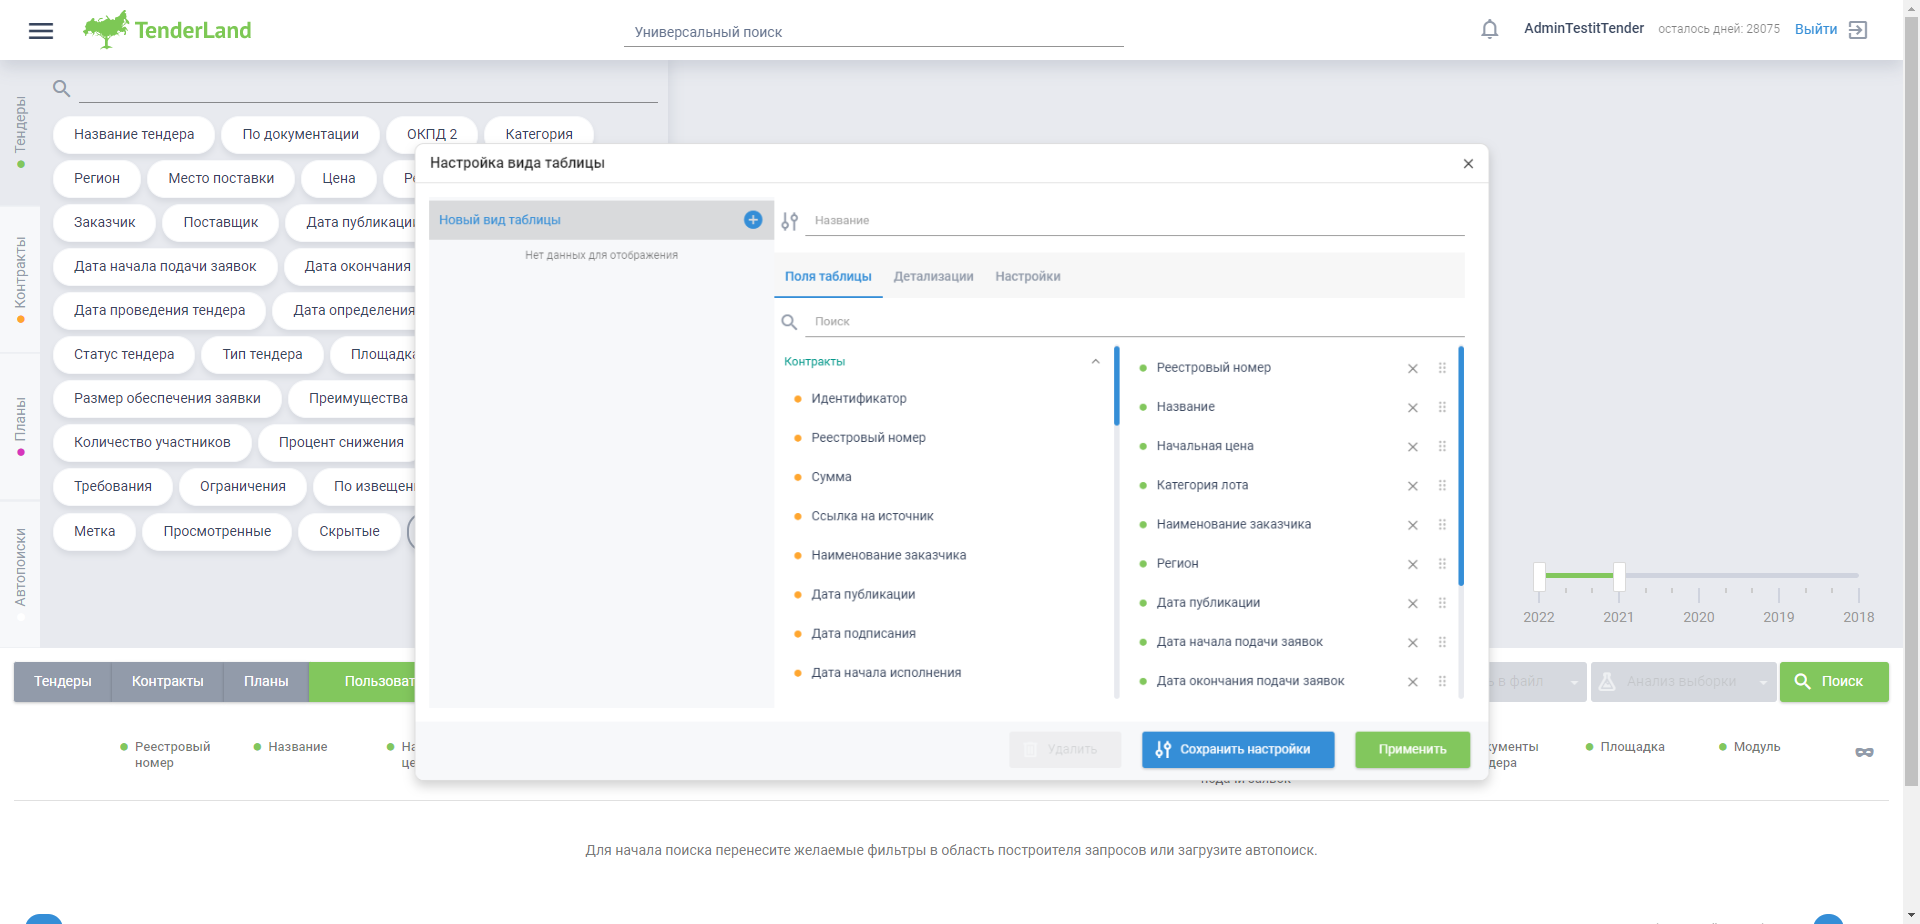 TenderLand
Универсальный поиск
AdminTestitTender
осталось дней: 28075
Выйти
Тендеры
Контракты
Планы
Автопоиски
Название тендера
По документации
ОКПД 2
Категория
Регион
Место поставки
Цена
Заказчик
Поставщик
Дата публикации
Дата начала подачи заявок
Дата окончания
Дата проведения тендера
Дата определения
Статус тендера
Тип тендера
Площадка
Размер обеспечения заявки
Преимущества
Количество участников
Процент снижения
Требования
Ограничения
По извещен
Метка
Просмотренные
Скрытые
Настройка вида таблицы
Новый вид таблицы
Нет данных для отображения
Название
Поля таблицы
Детализации
Настройки
Поиск
Контракты
Идентификатор
Реестровый номер
Сумма
Ссылка на источник
Наименование заказчика
Дата публикации
Дата подписания
Дата начала исполнения
Реестровый номер
Название
Начальная цена
Категория лота
Наименование заказчика
Регион
Дата публикации
Дата начала подачи заявок
Дата окончания подачи заявок
Удалить
Сохранить настройки
Применить
2022
2021
2020
2019
2018
Тендеры
Контракты
Планы
Пользоват
ь в файл
Анализ выборки
Поиск
Реестровый
номер
Название
На
це
подачи заявок
кументы
дера
Площадка
Модуль
Для начала поиска перенесите желаемые фильтры в область построителя запросов или загрузите автопоиск.